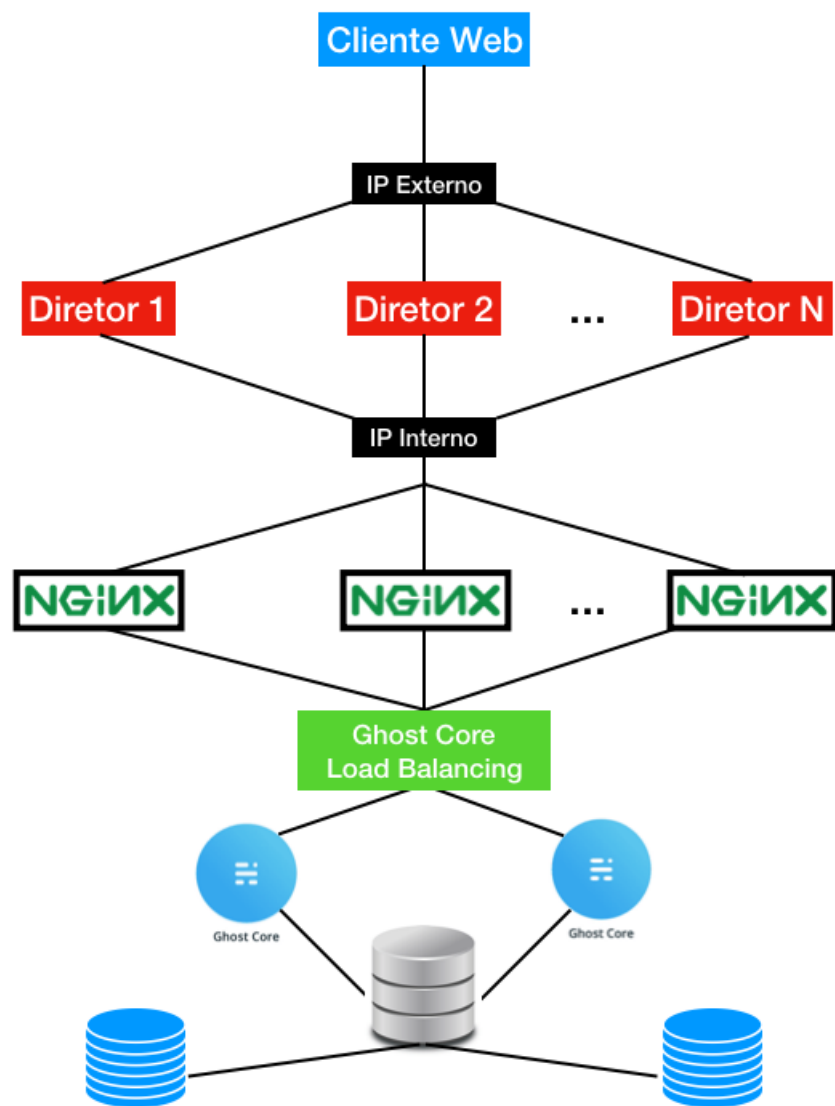 Cliente Web
IP Externo
Diretor 1 Diretor 2 ... Diretor N
IP Interno
NGiNX NGiNX ... NGiNX
Ghost Core
Load Balancing
Ghost Core Ghost Core